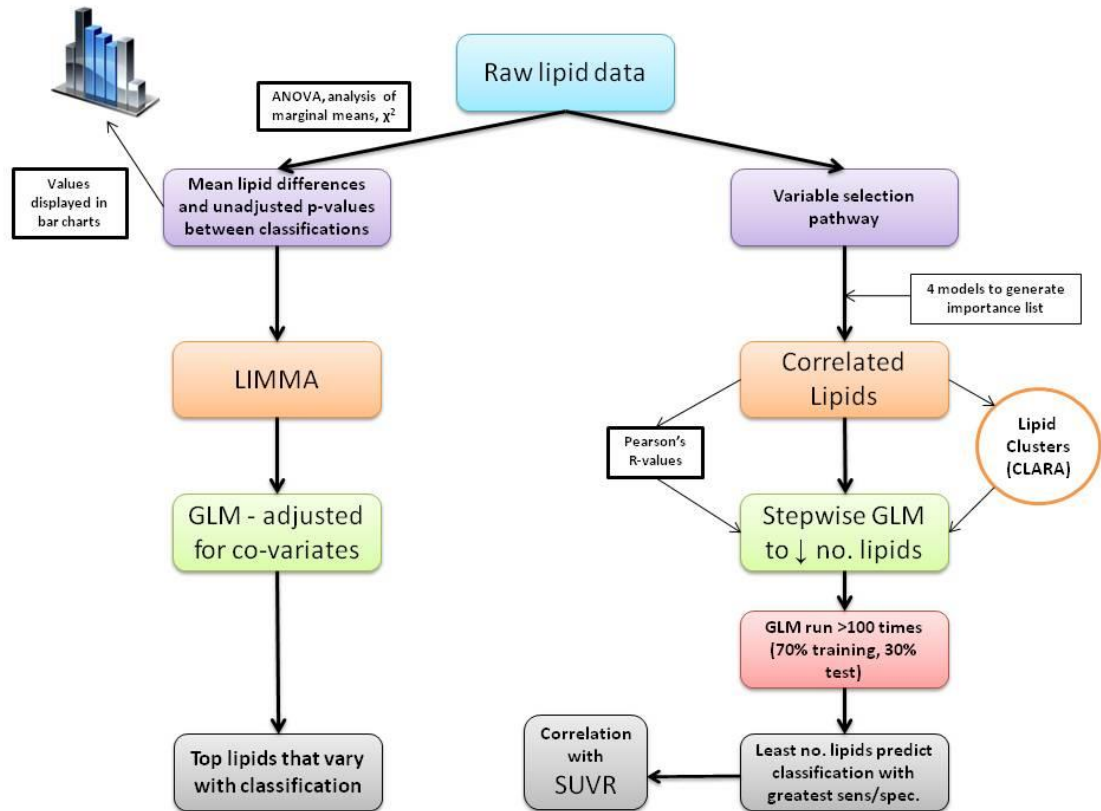 Raw lipid data
ANOVA, analysis of
marginal means, χ²
Values
displayed in
bar charts
Mean lipid differences
and unadjusted p-values
between classifications
Variable selection
pathway
4 models to generate
importance list
LIMMA
Correlated
Lipids
Pearson's
R-values
Lipid
Clusters
(CLARA)
GLM - adjusted
for co-variates
Stepwise GLM
to ↓ no. lipids
GLM run >100 times
(70% training, 30%
test)
Top lipids that vary
with classification
Correlation
with
SUVR
Least no. lipids predict
classification with
greatest sens/spec.